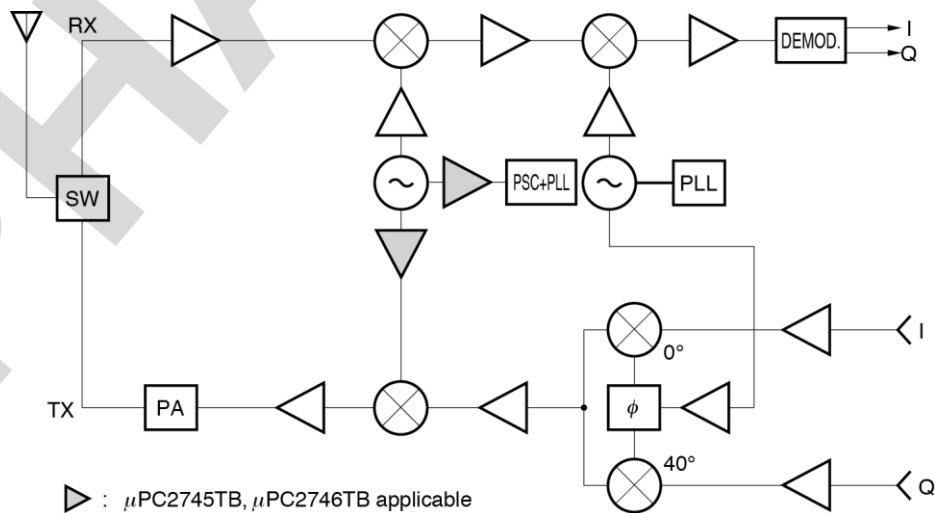 RX
DEMOD.
I
Q
SW
PSC+PLL
PLL
0°
I
TX
PA
ϕ
40°
Q
: μPC2745TB, μPC2746TB applicable